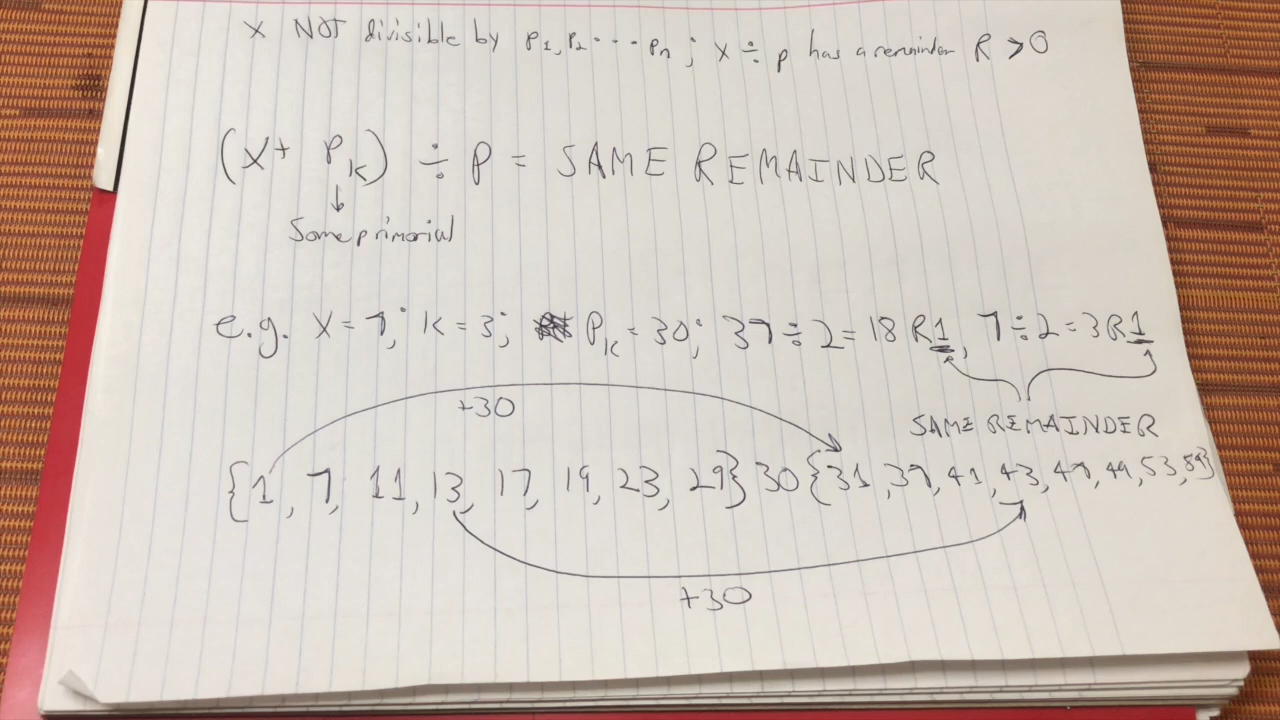 X NOT divisible by p1, p2 ... pn ; x ÷ p has a remainder R > 0
(X + Pk) ÷ P = SAME REMAINDER
↓
Some primorial
e.g. X = 7; K = 3; Pk = 30; 37 ÷ 2 = 18 R1, 7 ÷ 2 = 3 R1
+30
SAME REMAINDER
{1, 7, 11, 13, 17, 19, 23, 29} 30 {31, 37, 41, 43, 47, 49, 53, 59}
+30